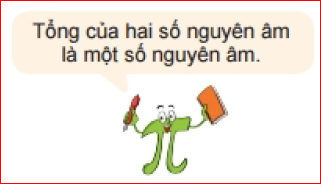 Tổng của hai số nguyên âm
là một số nguyên âm.